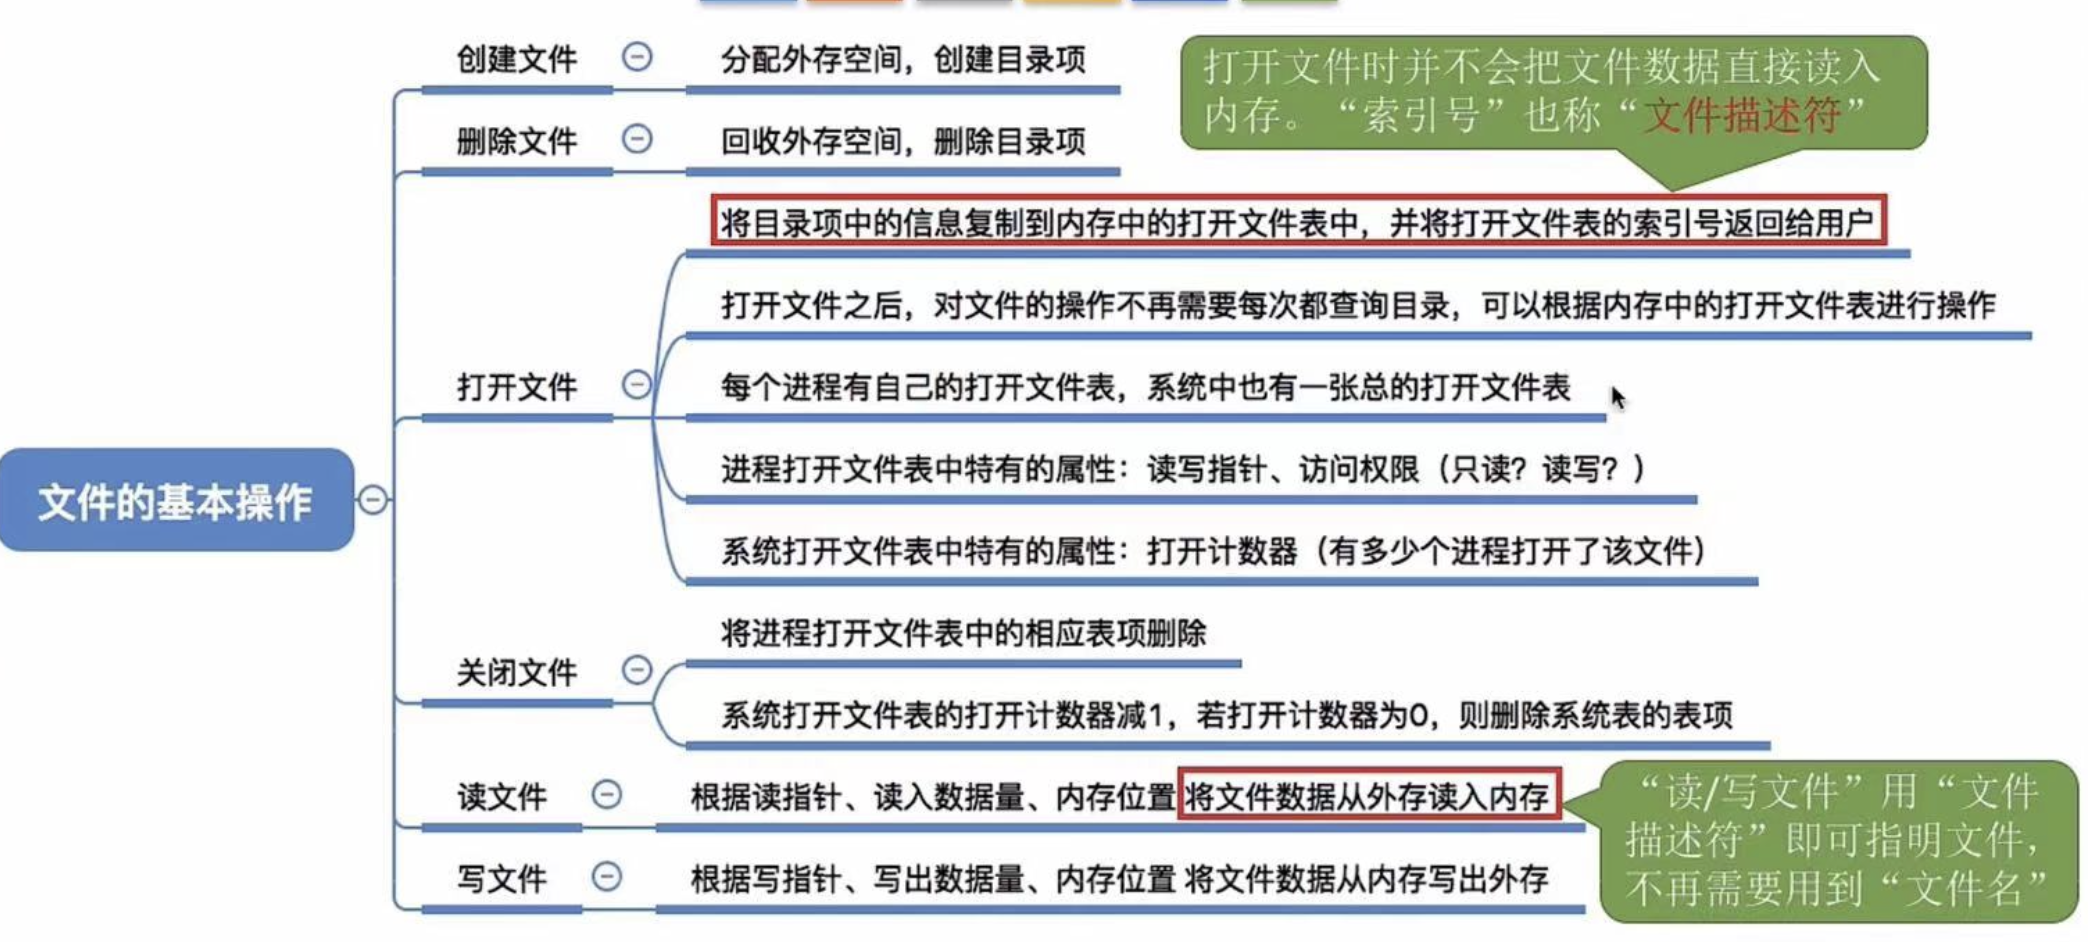 创建文件
分配外存空间，创建目录项
打开文件时并不会把文件数据直接读入
内存。“索引号”也称“文件描述符”
删除文件
回收外存空间，删除目录项
将目录项中的信息复制到内存中的打开文件表中，并将打开文件表的索引号返回给用户
打开文件之后，对文件的操作不再需要每次都查询目录，可以根据内存中的打开文件表进行操作
打开文件
每个进程有自己的打开文件表，系统中也有一张总的打开文件表
进程打开文件表中特有的属性：读写指针、访问权限（只读？读写？）
文件的基本操作
系统打开文件表中特有的属性：打开计数器（有多少个进程打开了该文件）
关闭文件
将进程打开文件表中的相应表项删除
系统打开文件表的打开计数器减1，若打开计数器为0，则删除系统表的表项
读文件
根据读指针、读入数据量、内存位置将文件数据从外存读入内存
“读/写文件”用“文件
描述符”即可指明文件，
不再需要用到“文件名”
写文件
根据写指针、写出数据量、内存位置 将文件数据从内存写出外存